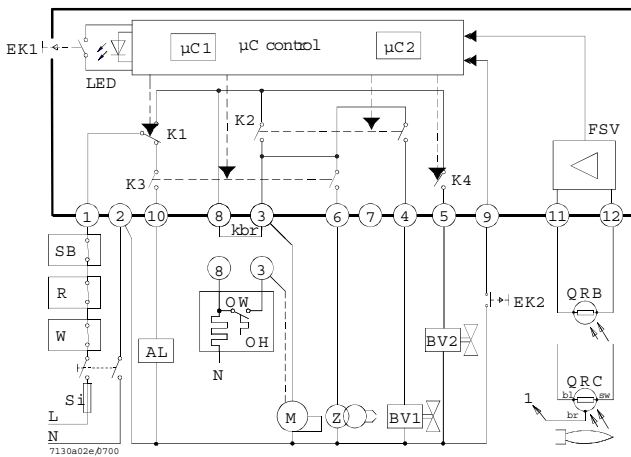 EK1
LED
µC1
µC control
µC2
FSV
K1
K2
K3
K4
1
2
10
8
3
6
7
4
5
9
11
12
kbr
SB
R
W
Si
L
N
8
3
OW
OH
N
AL
M
Z
BV1
BV2
EK2
QRB
QRC
bl
sw
br
1
7130a02e/0700